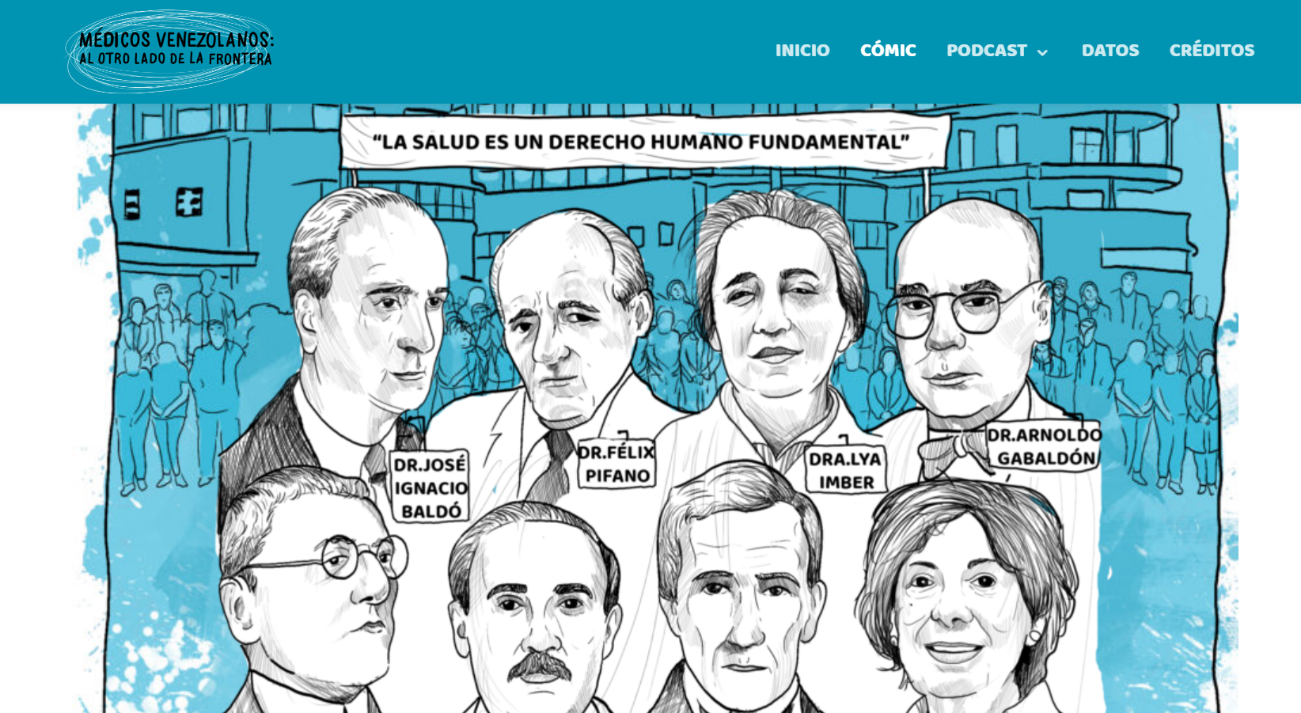 MÉDICOS VENEZOLANOS:
AL OTRO LADO DE LA FRONTERA
INICIO CÓMIC PODCAST DATOS CRÉDITOS
“LA SALUD ES UN DERECHO HUMANO FUNDAMENTAL”
DR.JOSÉ
IGNACIO
BALDÓ
DR.FÉLIX
PIFANO
DRA.LYA
IMBER
DR.ARNOLDO
GABALDÓN